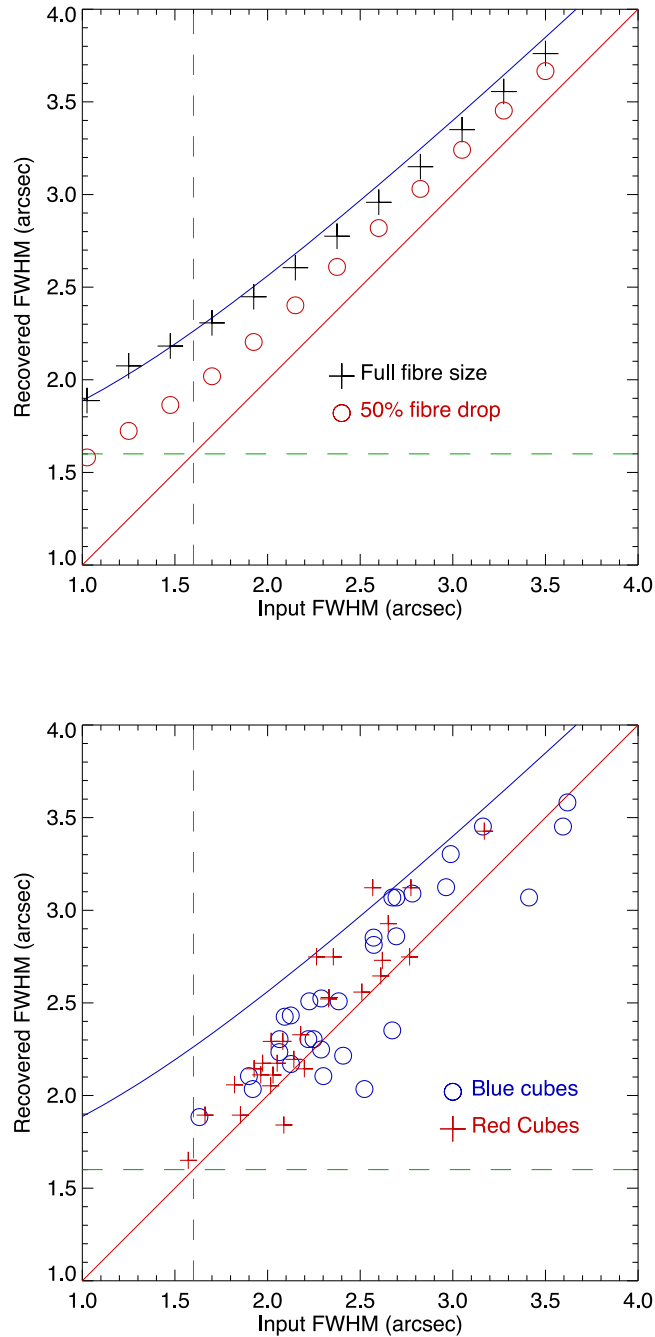 4.0
3.5
3.0
2.5
2.0
1.5
1.0
Recovered FWHM (arcsec)
Full fibre size
50% fibre drop
1.0 1.5 2.0 2.5 3.0 3.5 4.0
Input FWHM (arcsec)
4.0
3.5
3.0
2.5
2.0
1.5
1.0
Recovered FWHM (arcsec)
Blue cubes
Red Cubes
1.0 1.5 2.0 2.5 3.0 3.5 4.0
Input FWHM (arcsec)